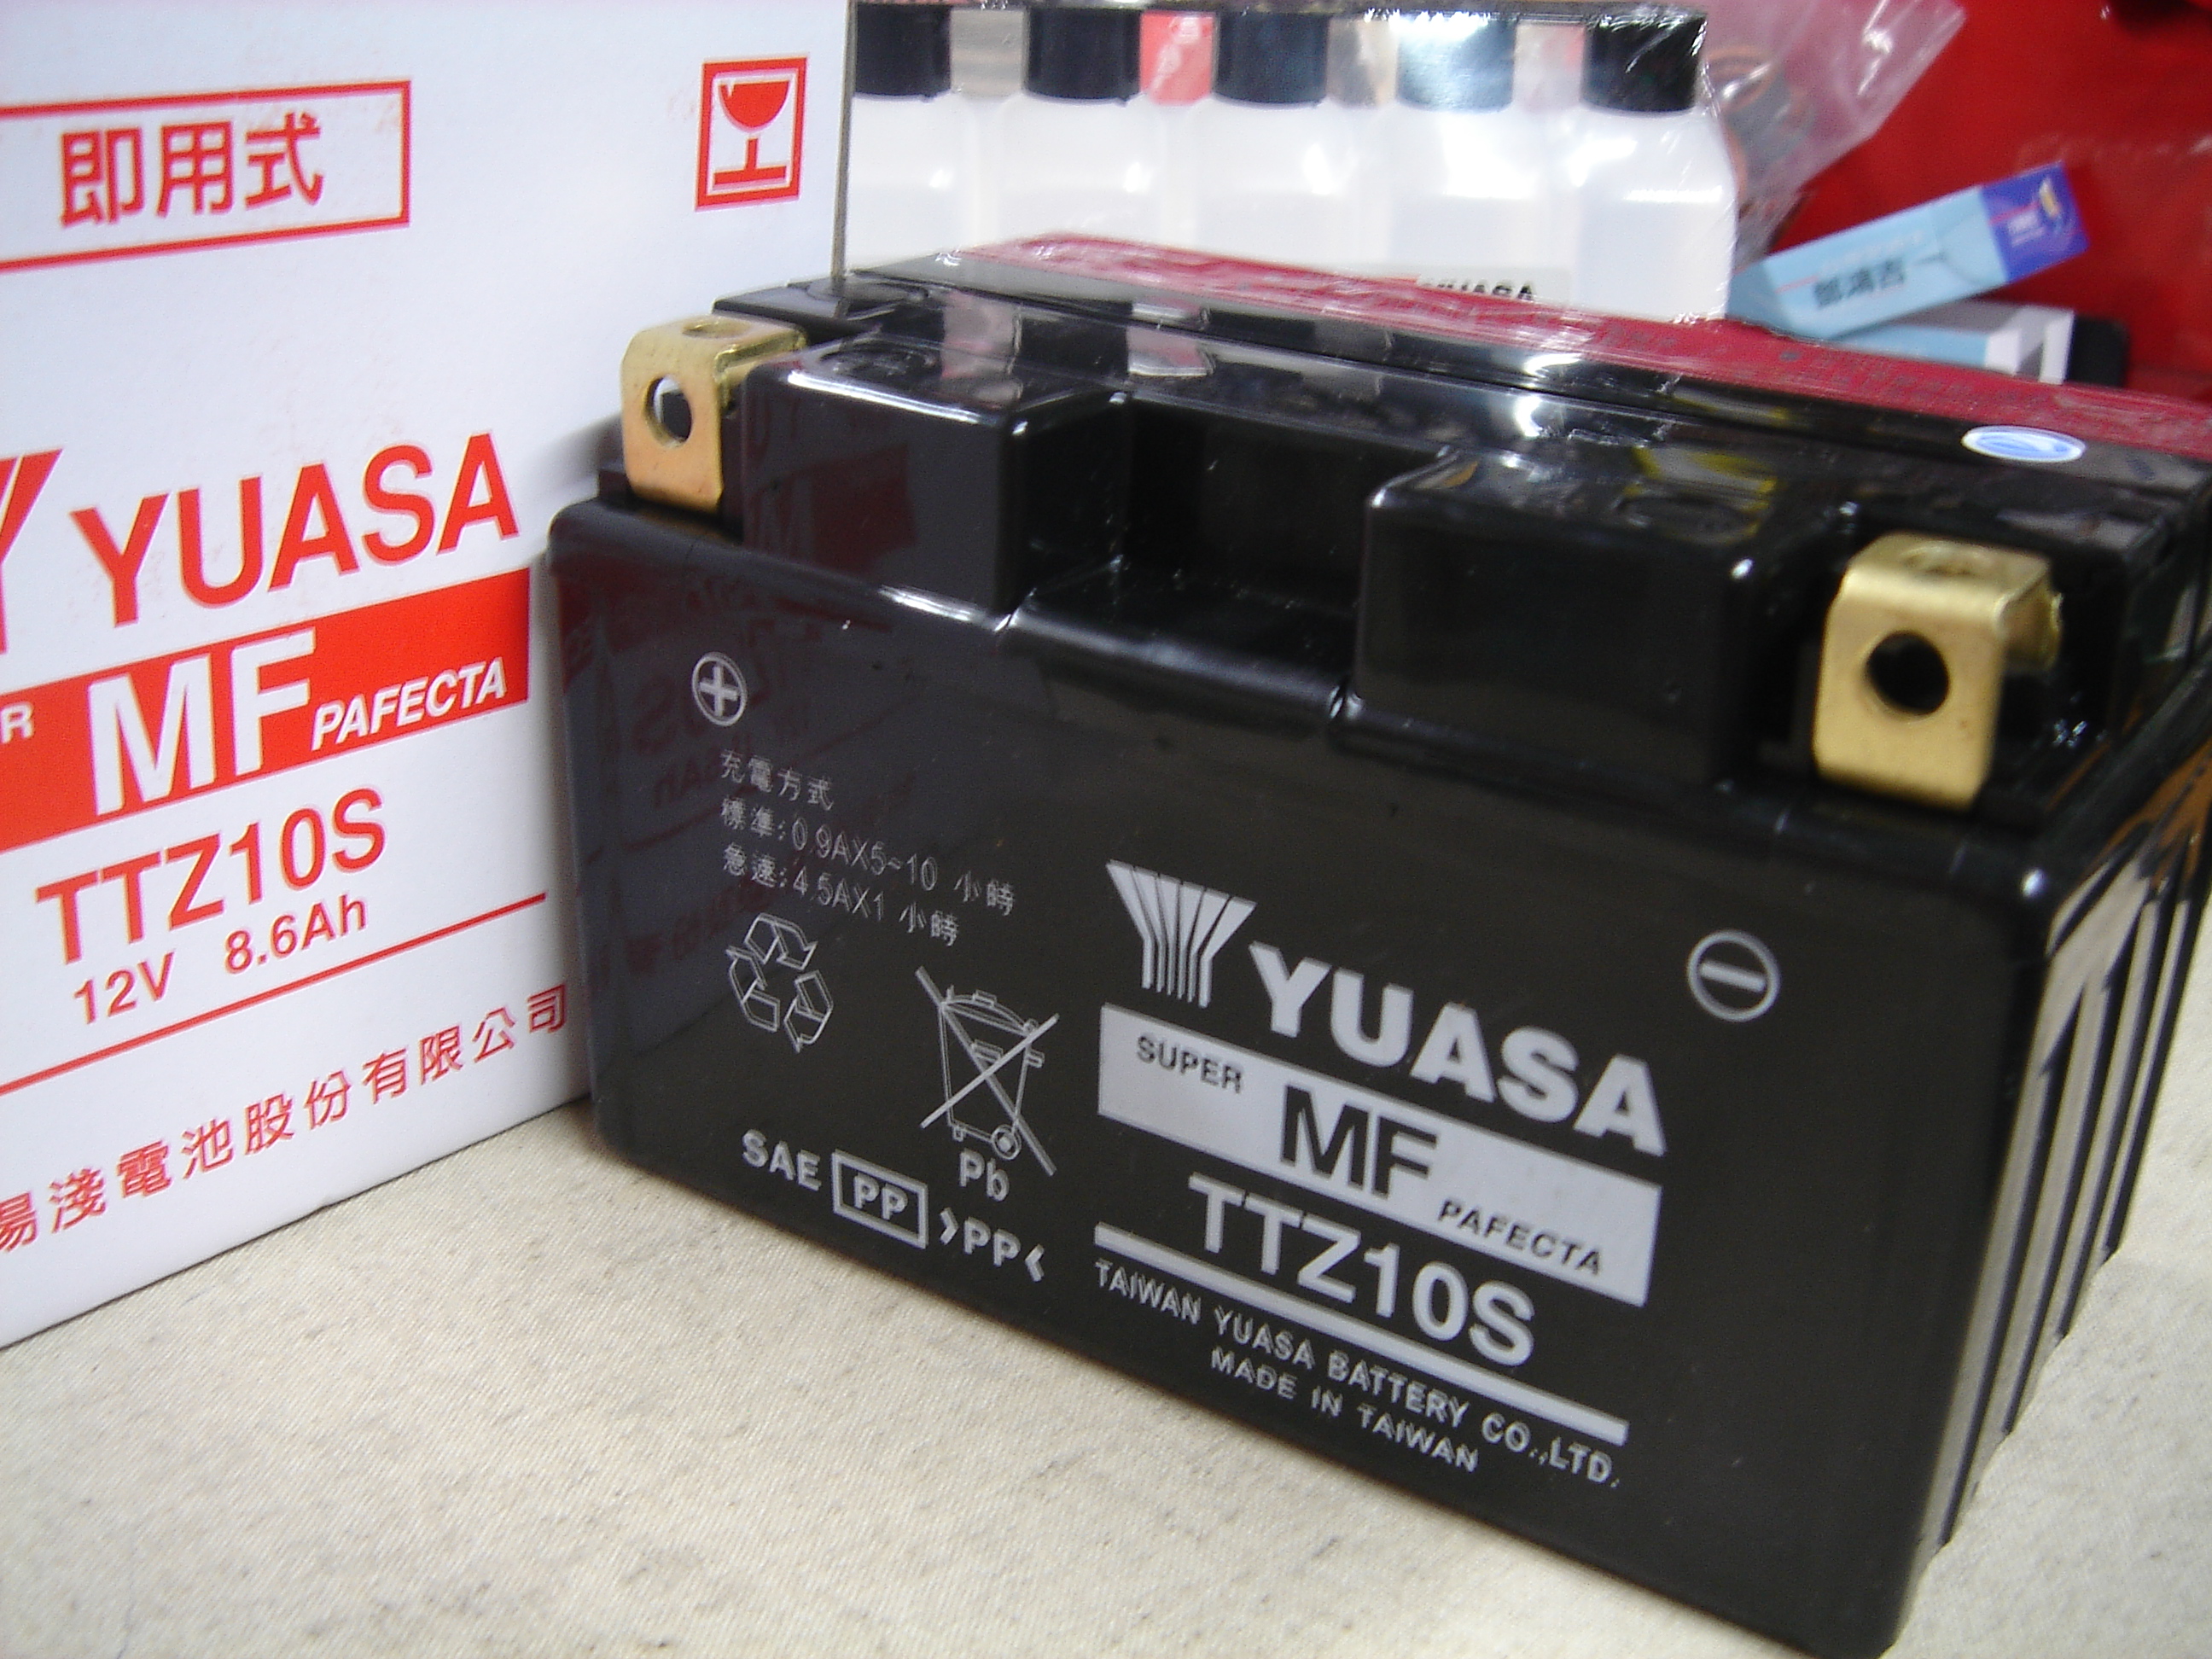 即用式
YUASA
MF PAFECTA
TTZ10S
12V 8.6Ah
湯淺電池股份有限公司
YUASA
充電方式
標準:0.9AX5~10 小時
急速:4.5AX1 小時
Pb
SAE PP >PP<
YUASA
SUPER MF PAFECTA
TTZ10S
TAIWAN YUASA BATTERY CO.,LTD.
MADE IN TAIWAN